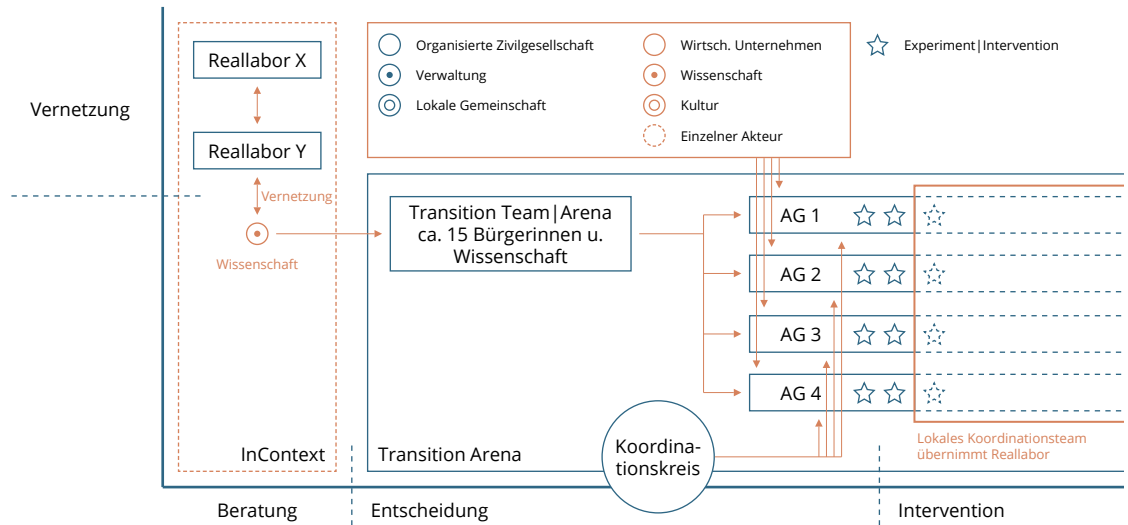 Vernetzung
Reallabor X
Reallabor Y
Vernetzung
Wissenschaft
InContext
Organisierte Zivilgesellschaft
Verwaltung
Lokale Gemeinschaft
Wirtsch. Unternehmen
Wissenschaft
Kultur
Einzelner Akteur
Experiment|Intervention
Transition Team|Arena
ca. 15 Bürgerinnen u.
Wissenschaft
AG 1
AG 2
AG 3
AG 4
Transition Arena
Koordina-
tionskreis
Lokales Koordinationsteam
übernimmt Reallabor
Beratung
Entscheidung
Intervention